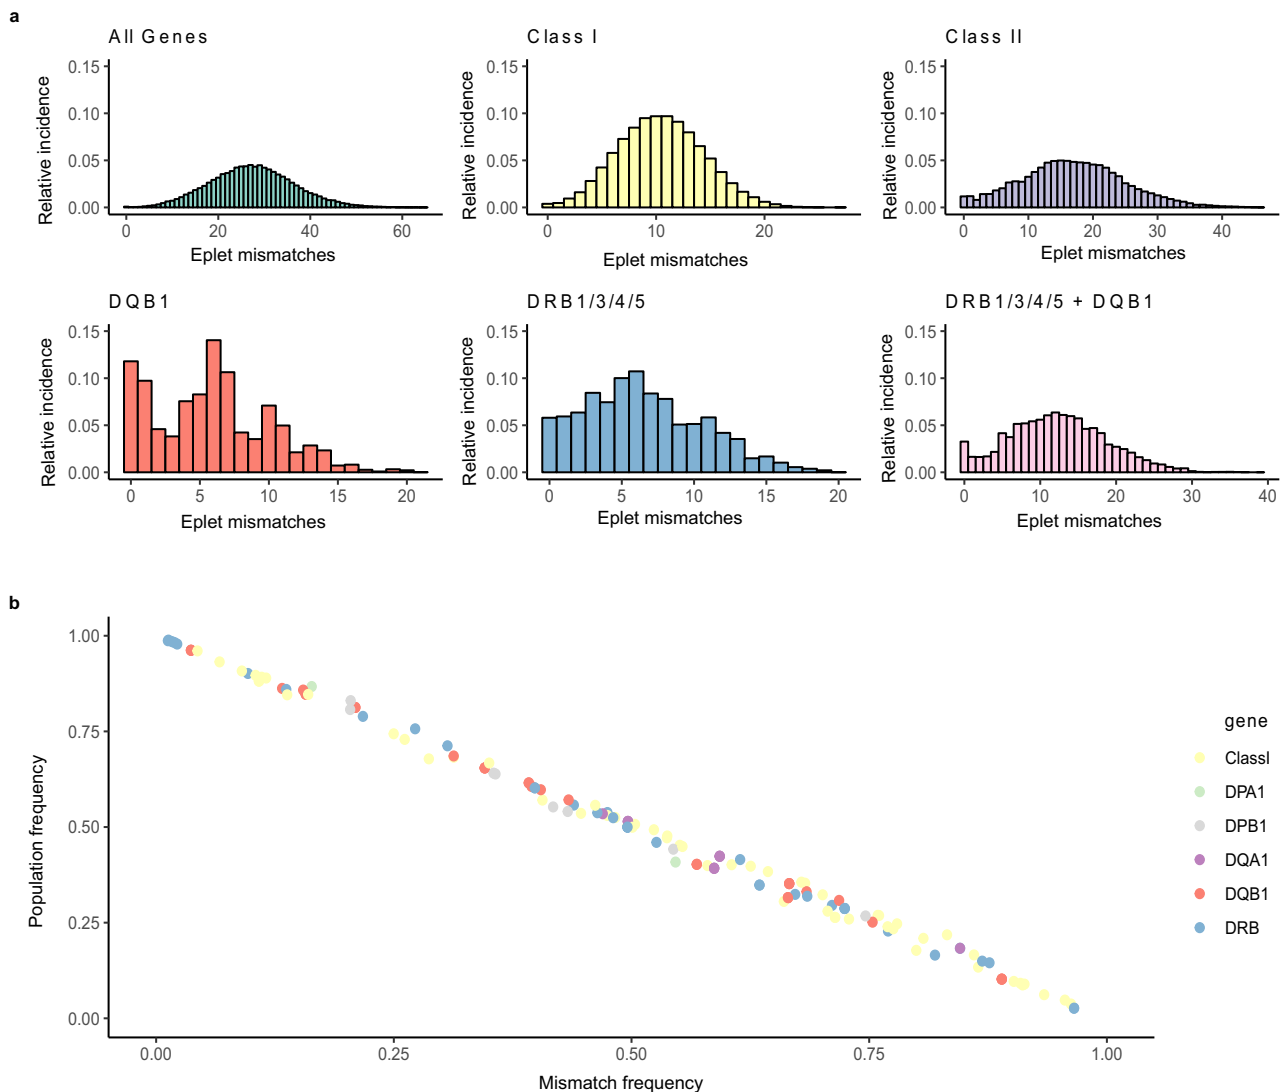 a
All Genes
Class I
Class II
0.15
0.10
0.05
0.00
Relative incidence
0
20
40
60
Eplet mismatches
0.15
0.10
0.05
0.00
Relative incidence
0
10
20
Eplet mismatches
0.15
0.10
0.05
0.00
Relative incidence
0
10
20
30
40
Eplet mismatches
DQB1
DRB1/3/4/5
DRB1/3/4/5 + DQB1
0.15
0.10
0.05
0.00
Relative incidence
0
5
10
15
20
Eplet mismatches
0.15
0.10
0.05
0.00
Relative incidence
0
5
10
15
20
Eplet mismatches
0.15
0.10
0.05
0.00
Relative incidence
0
10
20
30
40
Eplet mismatches
b
1.00
0.75
0.50
0.25
0.00
Population frequency
0.00
0.25
0.50
0.75
1.00
Mismatch frequency
gene
ClassI
DPA1
DPB1
DQA1
DQB1
DRB